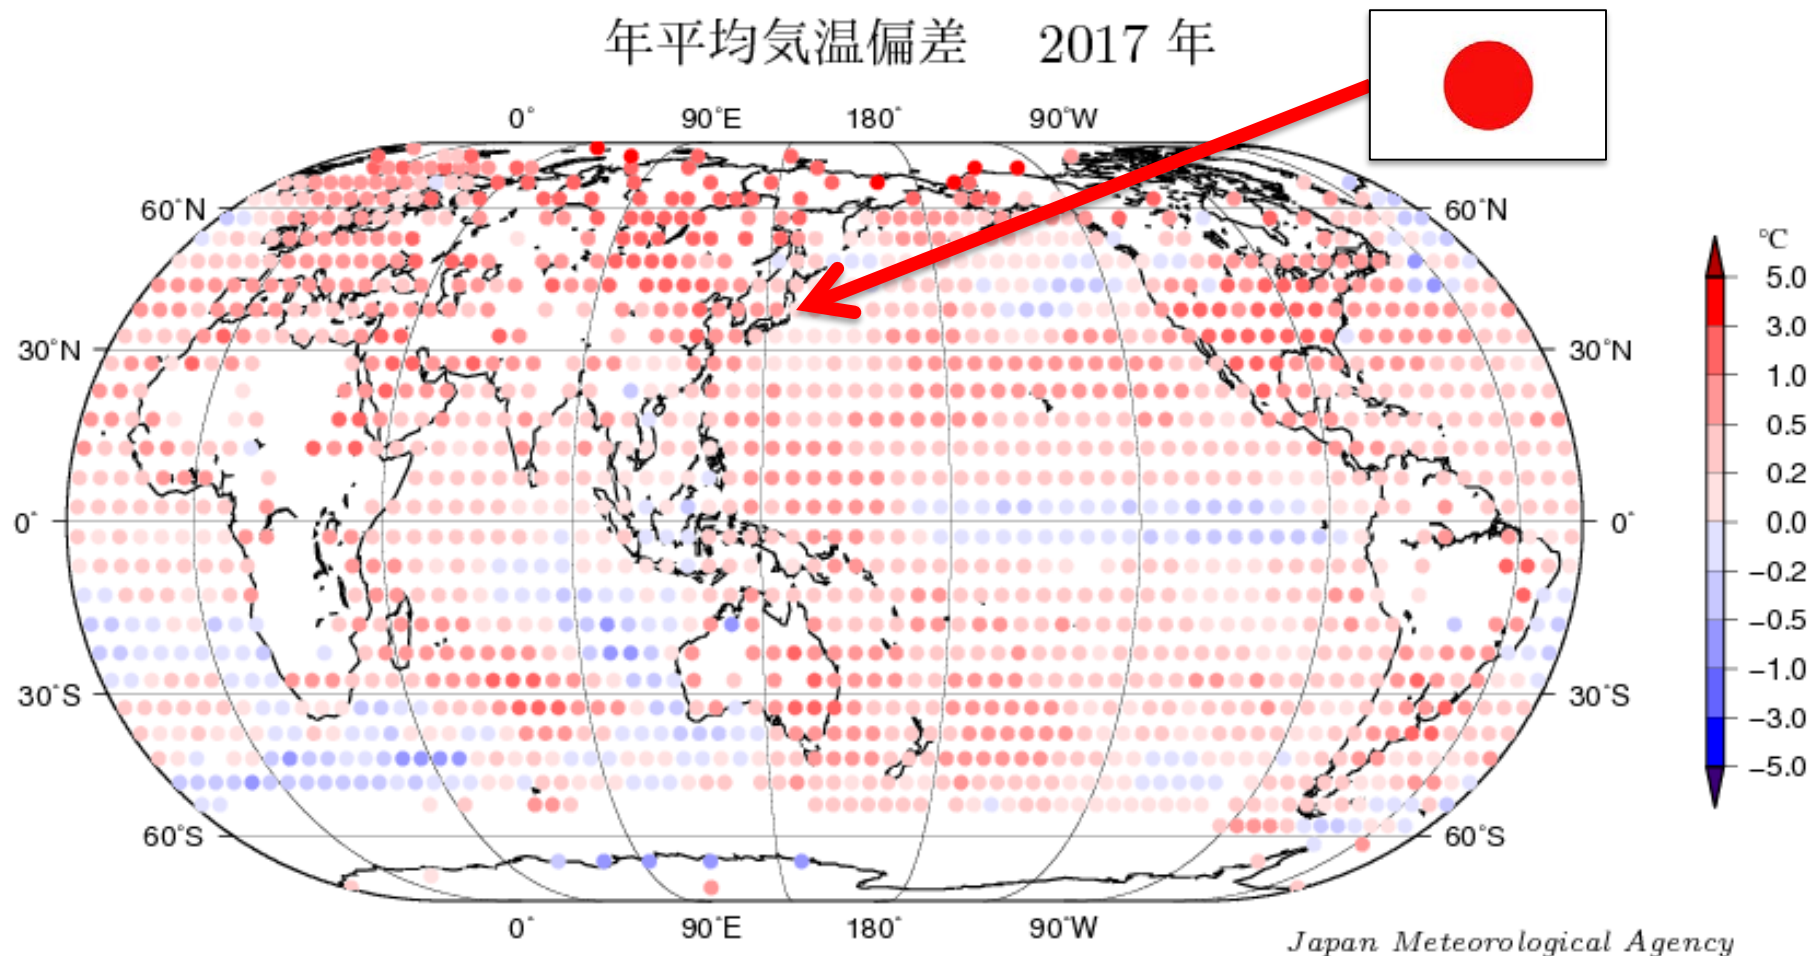 年平均気温偏差 2017 年
0° 90°E 180° 90°W
60°N 60°N
30°N 30°N
0° 0°
30°S 30°S
60°S 60°S
0° 90°E 180° 90°W
℃
5.0
3.0
1.0
0.5
0.2
0.0
−0.2
−0.5
−1.0
−3.0
−5.0
Japan Meteorological Agency